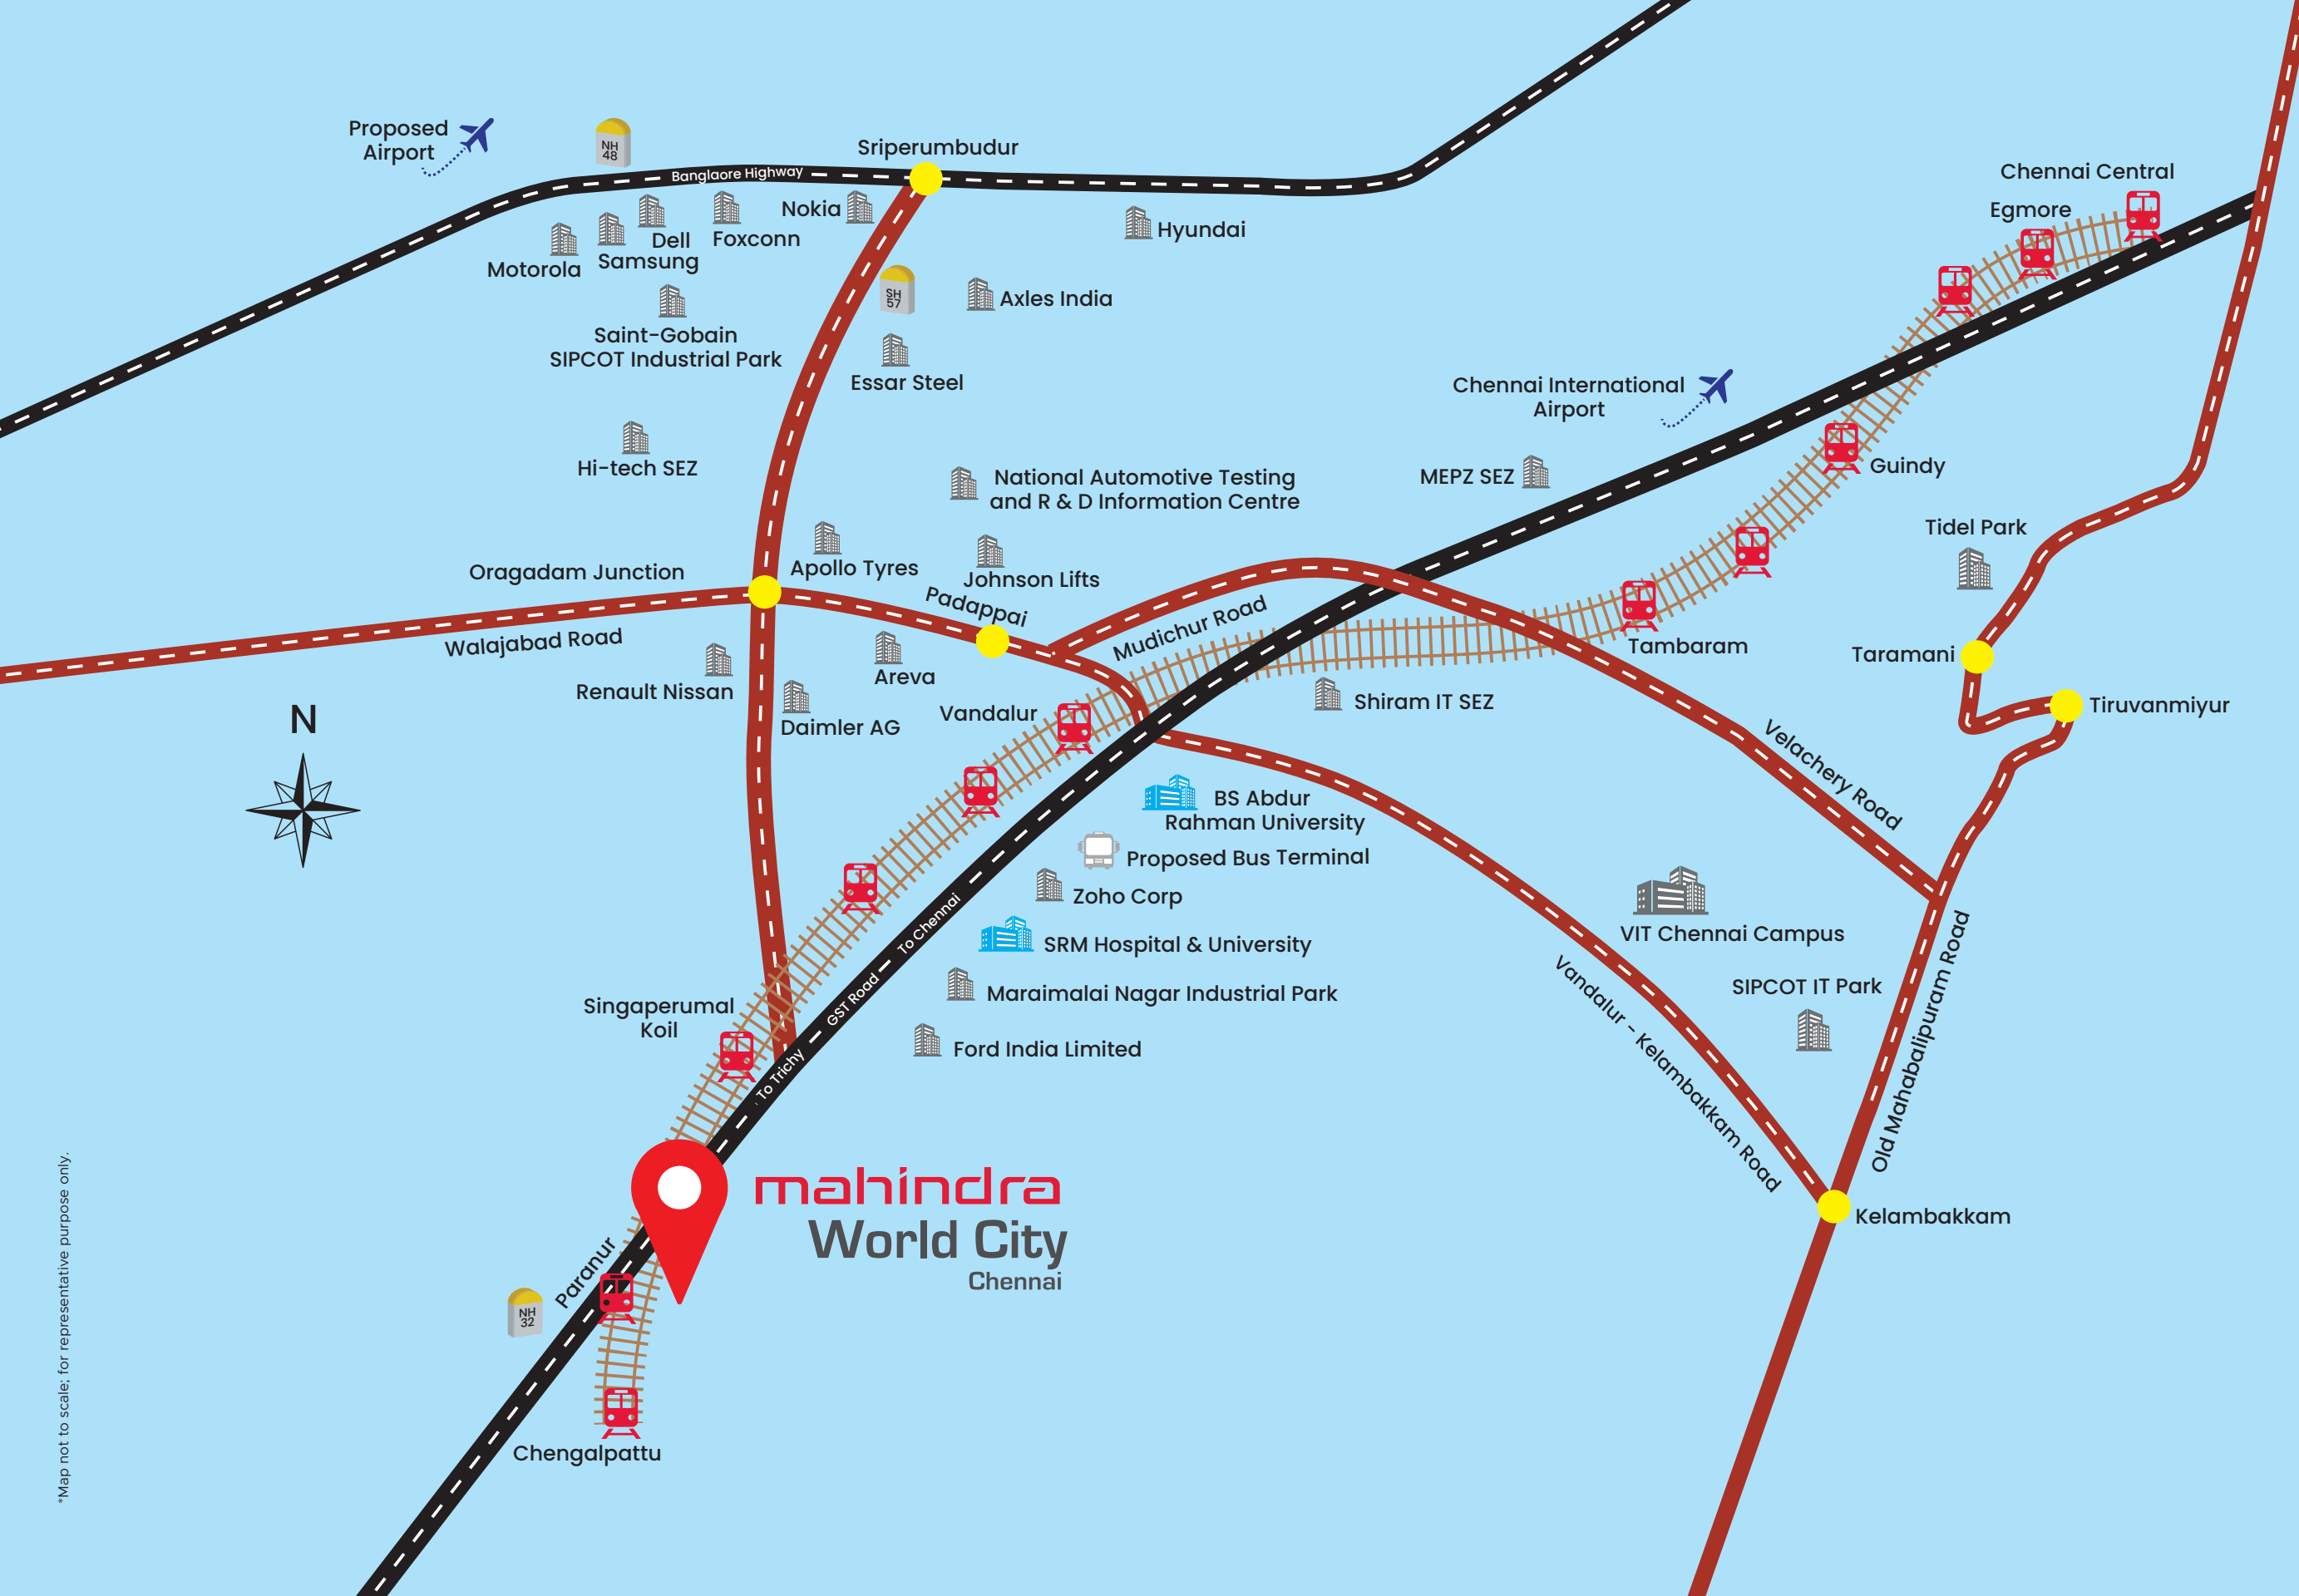 Proposed
Airport
NH
48
Banglaore Highway
Sriperumbudur
Chennai Central
Egmore
Nokia
Dell
Foxconn
Samsung
Motorola
Hyundai
SH
57
Axles India
Saint-Gobain
SIPCOT Industrial Park
Essar Steel
Chennai International
Airport
Hi-tech SEZ
National Automotive Testing
and R & D Information Centre
MEPZ SEZ
Guindy
Tidel Park
Oragadam Junction
Apollo Tyres
Johnson Lifts
Padappai
Mudichur Road
Walajabad Road
Tambaram
Taramani
Renault Nissan
Areva
Daimler AG
Vandalur
Shiram IT SEZ
Tiruvanmiyur
Velachery Road
N
BS Abdur
Rahman University
Proposed Bus Terminal
Zoho Corp
SRM Hospital & University
Maraimalai Nagar Industrial Park
Ford India Limited
To Chennai
GST Road
To Trichy
VIT Chennai Campus
SIPCOT IT Park
Vandalur - Kelambakkam Road
Old Mahabalipuram Road
Singaperumal
Koil
Kelambakkam
mahindra
World City
Chennai
Paranur
NH
32
Chengalpattu
*Map not to scale; for representative purpose only.